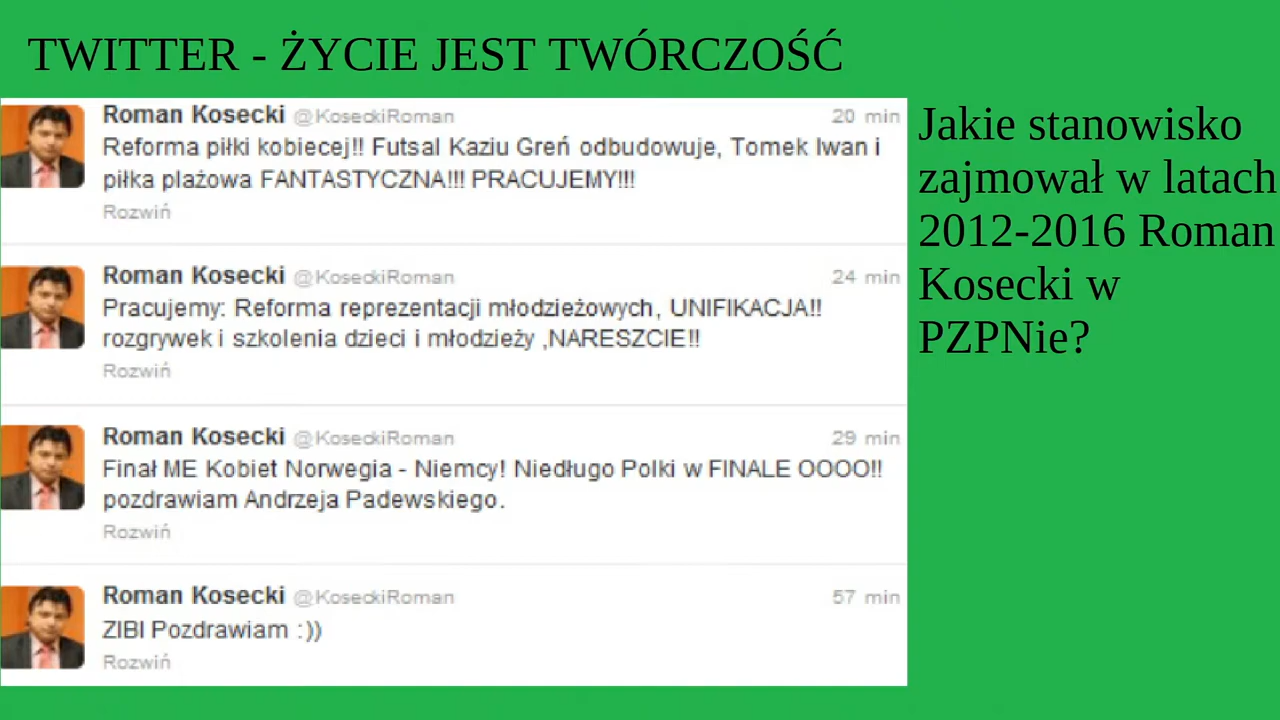 TWITTER - ŻYCIE JEST TWÓRCZOŚĆ
Roman Kosecki @KoseckiRoman 20 min
Reforma piłki kobiecej!! Futsal Kaziu Greń odbudowuje, Tomek Iwan i
piłka plażowa FANTASTYCZNA!!! PRACUJEMY!!!
Rozwiń
Roman Kosecki @KoseckiRoman 24 min
Pracujemy: Reforma reprezentacji młodzieżowych, UNIFIKACJA!!
rozgrywek i szkolenia dzieci i młodzieży ,NARESZCIE!!
Rozwiń
Roman Kosecki @KoseckiRoman 29 min
Finał ME Kobiet Norwegia - Niemcy! Niedługo Polki w FINALE OOOO!!
pozdrawiam Andrzeja Padewskiego.
Rozwiń
Roman Kosecki @KoseckiRoman 57 min
ZIBI Pozdrawiam :))
Rozwiń
Jakie stanowisko
zajmował w latach
2012-2016 Roman
Kosecki w
PZPNie?